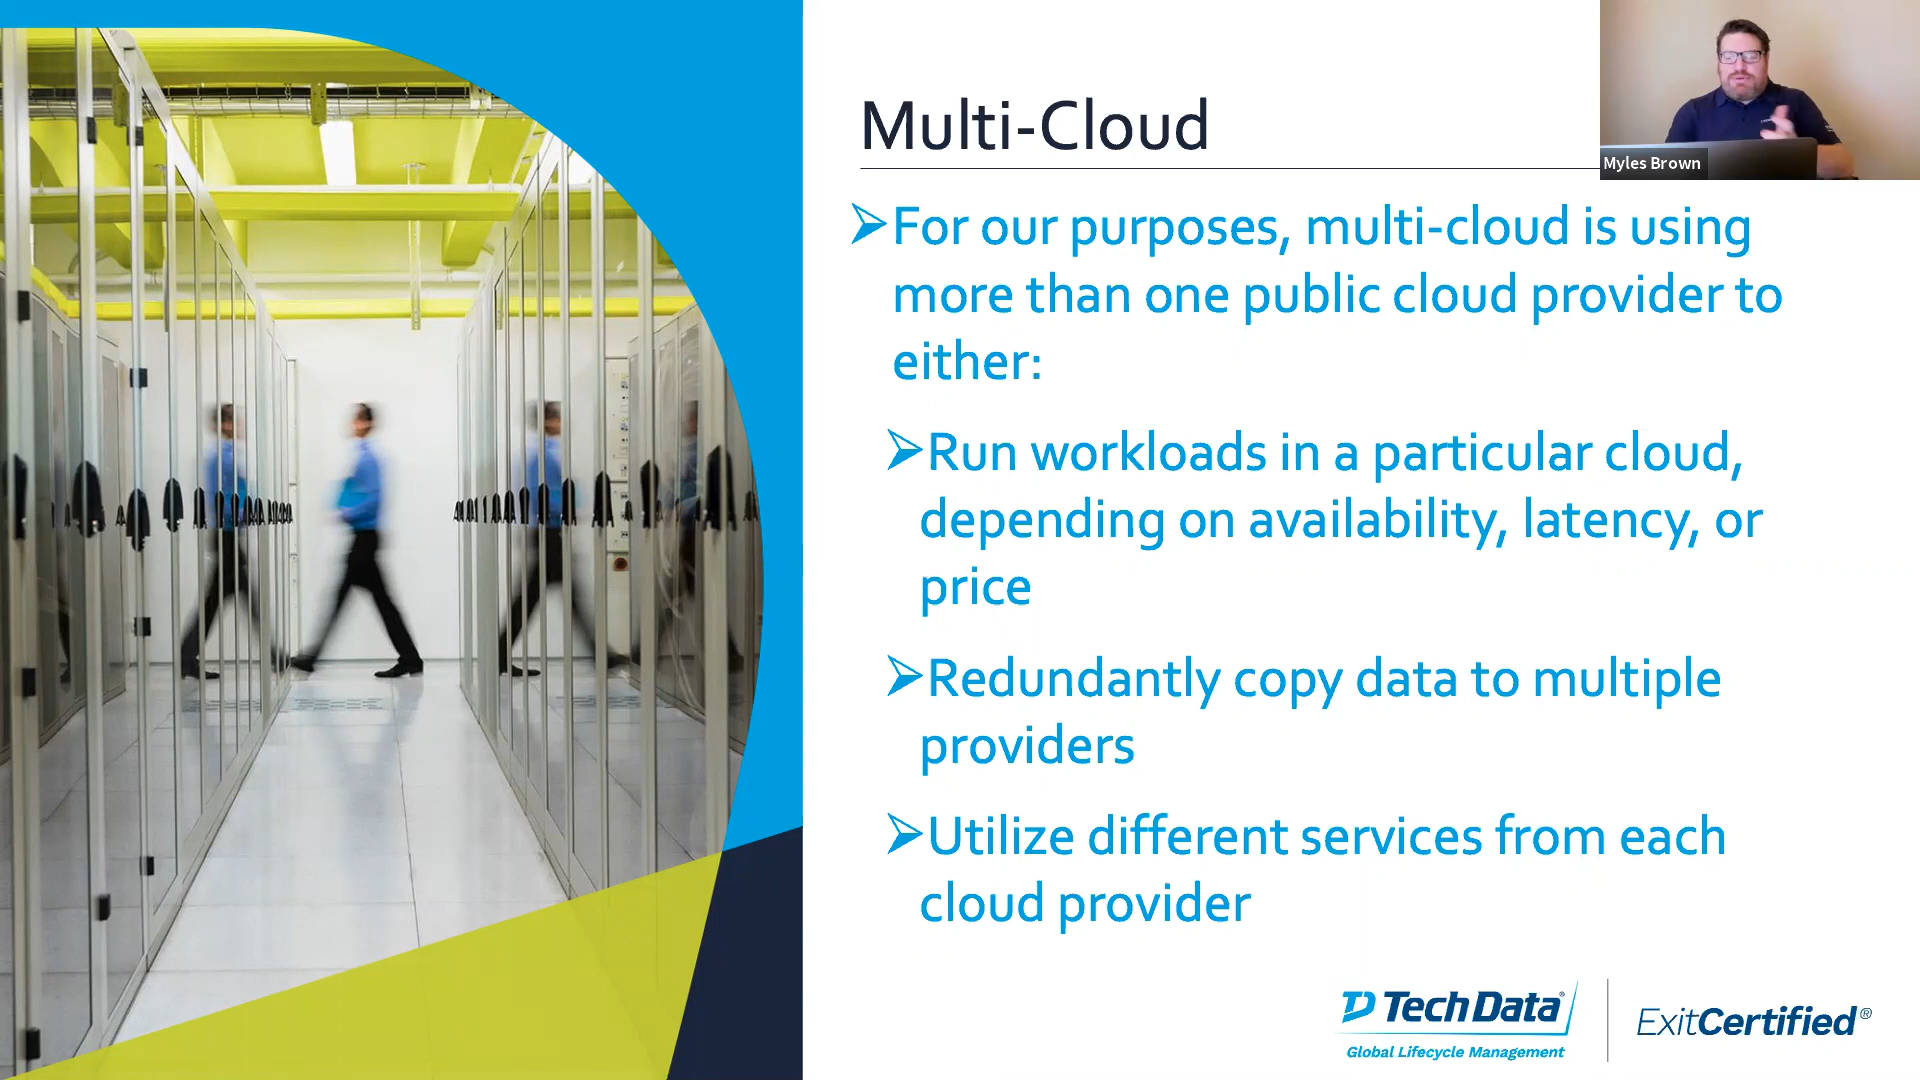 Multi-Cloud
Myles Brown
➢For our purposes, multi-cloud is using
more than one public cloud provider to
either:
➢Run workloads in a particular cloud,
depending on availability, latency, or
price
➢Redundantly copy data to multiple
providers
➢Utilize different services from each
cloud provider
TechData®
Global Lifecycle Management
ExitCertified®